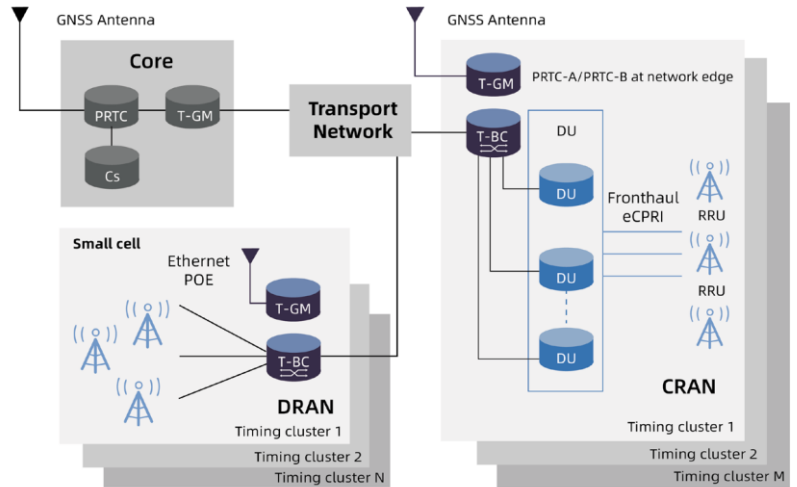 GNSS Antenna
Core
PRTC
T-GM
Cs
Transport
Network
GNSS Antenna
T-GM
PRTC-A/PRTC-B at network edge
T-BC
DU
DU
DU
DU
Fronthaul
eCPRI
RRU
RRU
CRAN
Timing cluster 1
Timing cluster 2
Timing cluster M
Small cell
Ethernet
POE
T-GM
T-BC
DRAN
Timing cluster 1
Timing cluster 2
Timing cluster N